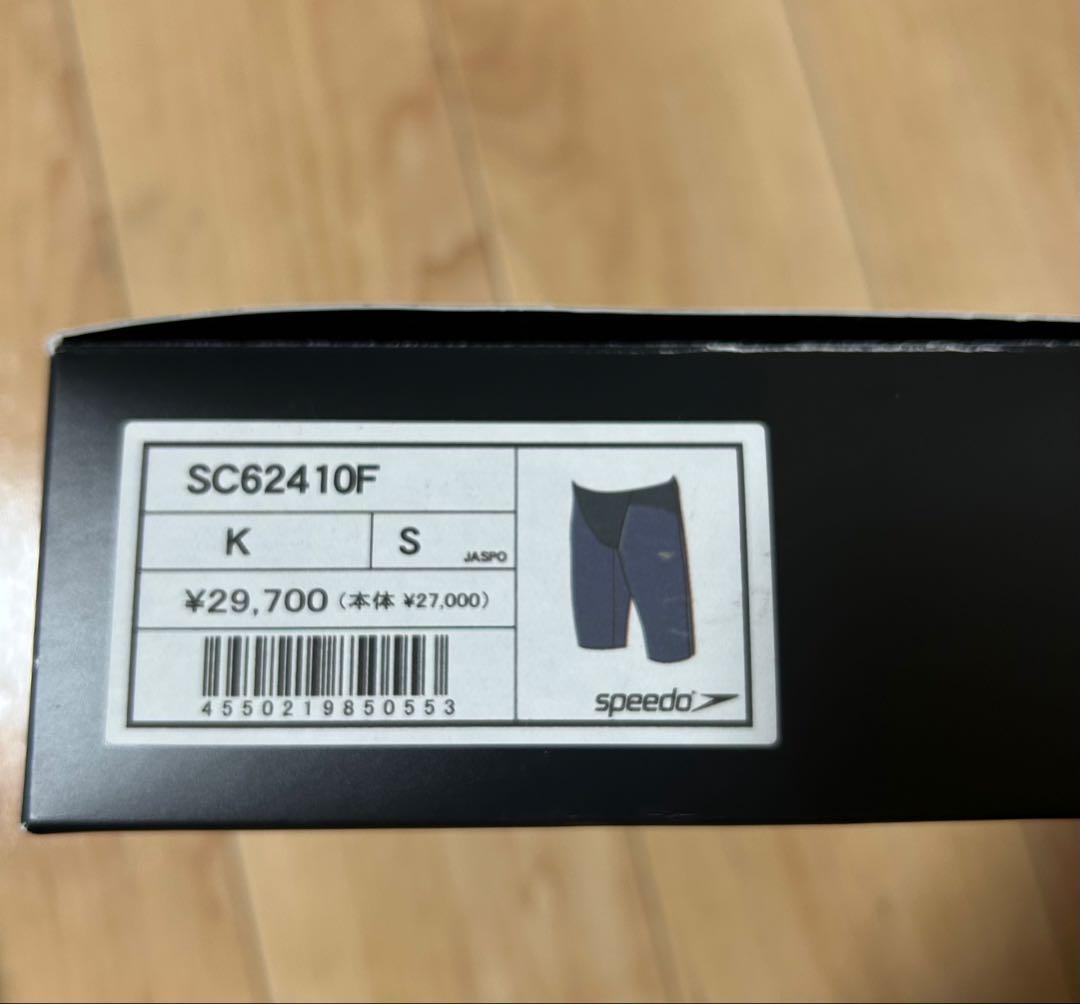 SC62410F
K S JASPO
¥29,700 (本体 ¥27,000)
4550219850553
speedo